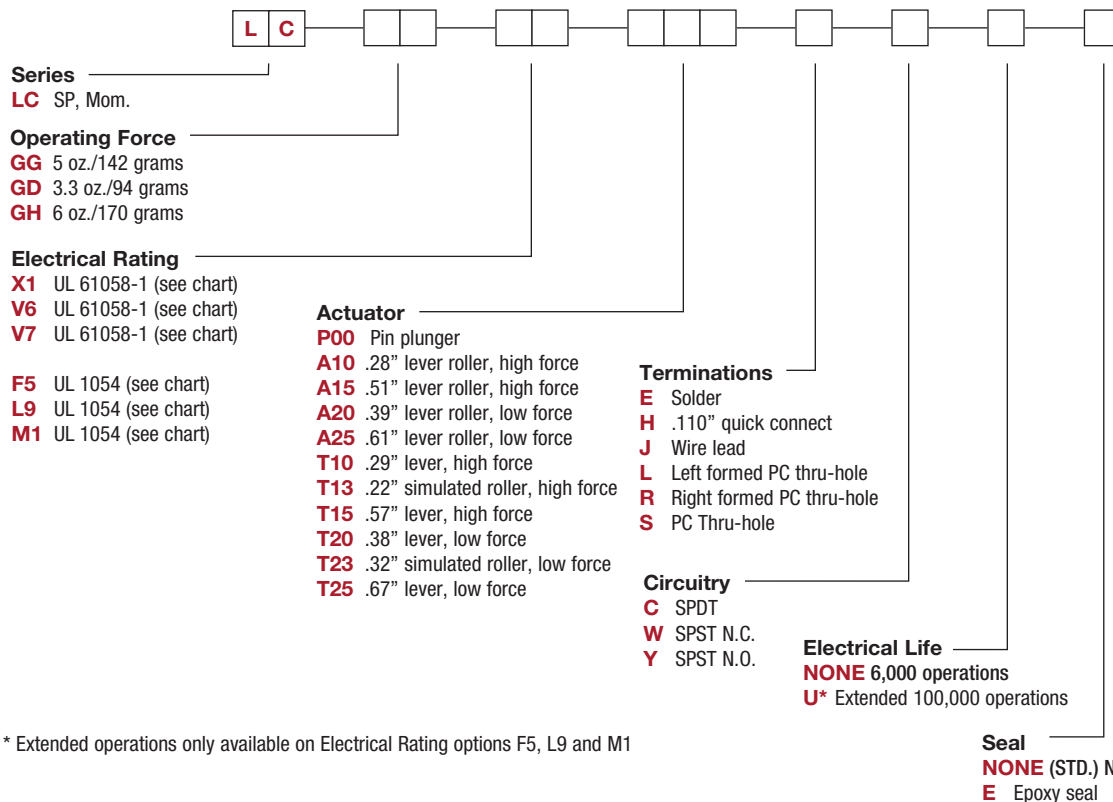 L C
Series
LC SP, Mom.
Operating Force
GG 5 oz./142 grams
GD 3.3 oz./94 grams
GH 6 oz./170 grams
Electrical Rating
X1 UL 61058-1 (see chart)
V6 UL 61058-1 (see chart)
V7 UL 61058-1 (see chart)
F5 UL 1054 (see chart)
L9 UL 1054 (see chart)
M1 UL 1054 (see chart)
Actuator
P00 Pin plunger
A10 .28” lever roller, high force
A15 .51” lever roller, high force
A20 .39” lever roller, low force
A25 .61” lever roller, low force
T10 .29” lever, high force
T13 .22” simulated roller, high force
T15 .57” lever, high force
T20 .38” lever, low force
T23 .32” simulated roller, low force
T25 .67” lever, low force
Terminations
E Solder
H .110” quick connect
J Wire lead
L Left formed PC thru-hole
R Right formed PC thru-hole
S PC Thru-hole
Circuitry
C SPDT
W SPST N.C.
Y SPST N.O.
Electrical Life
NONE 6,000 operations
U* Extended 100,000 operations
* Extended operations only available on Electrical Rating options F5, L9 and M1
Seal
NONE (STD.)
E Epoxy seal